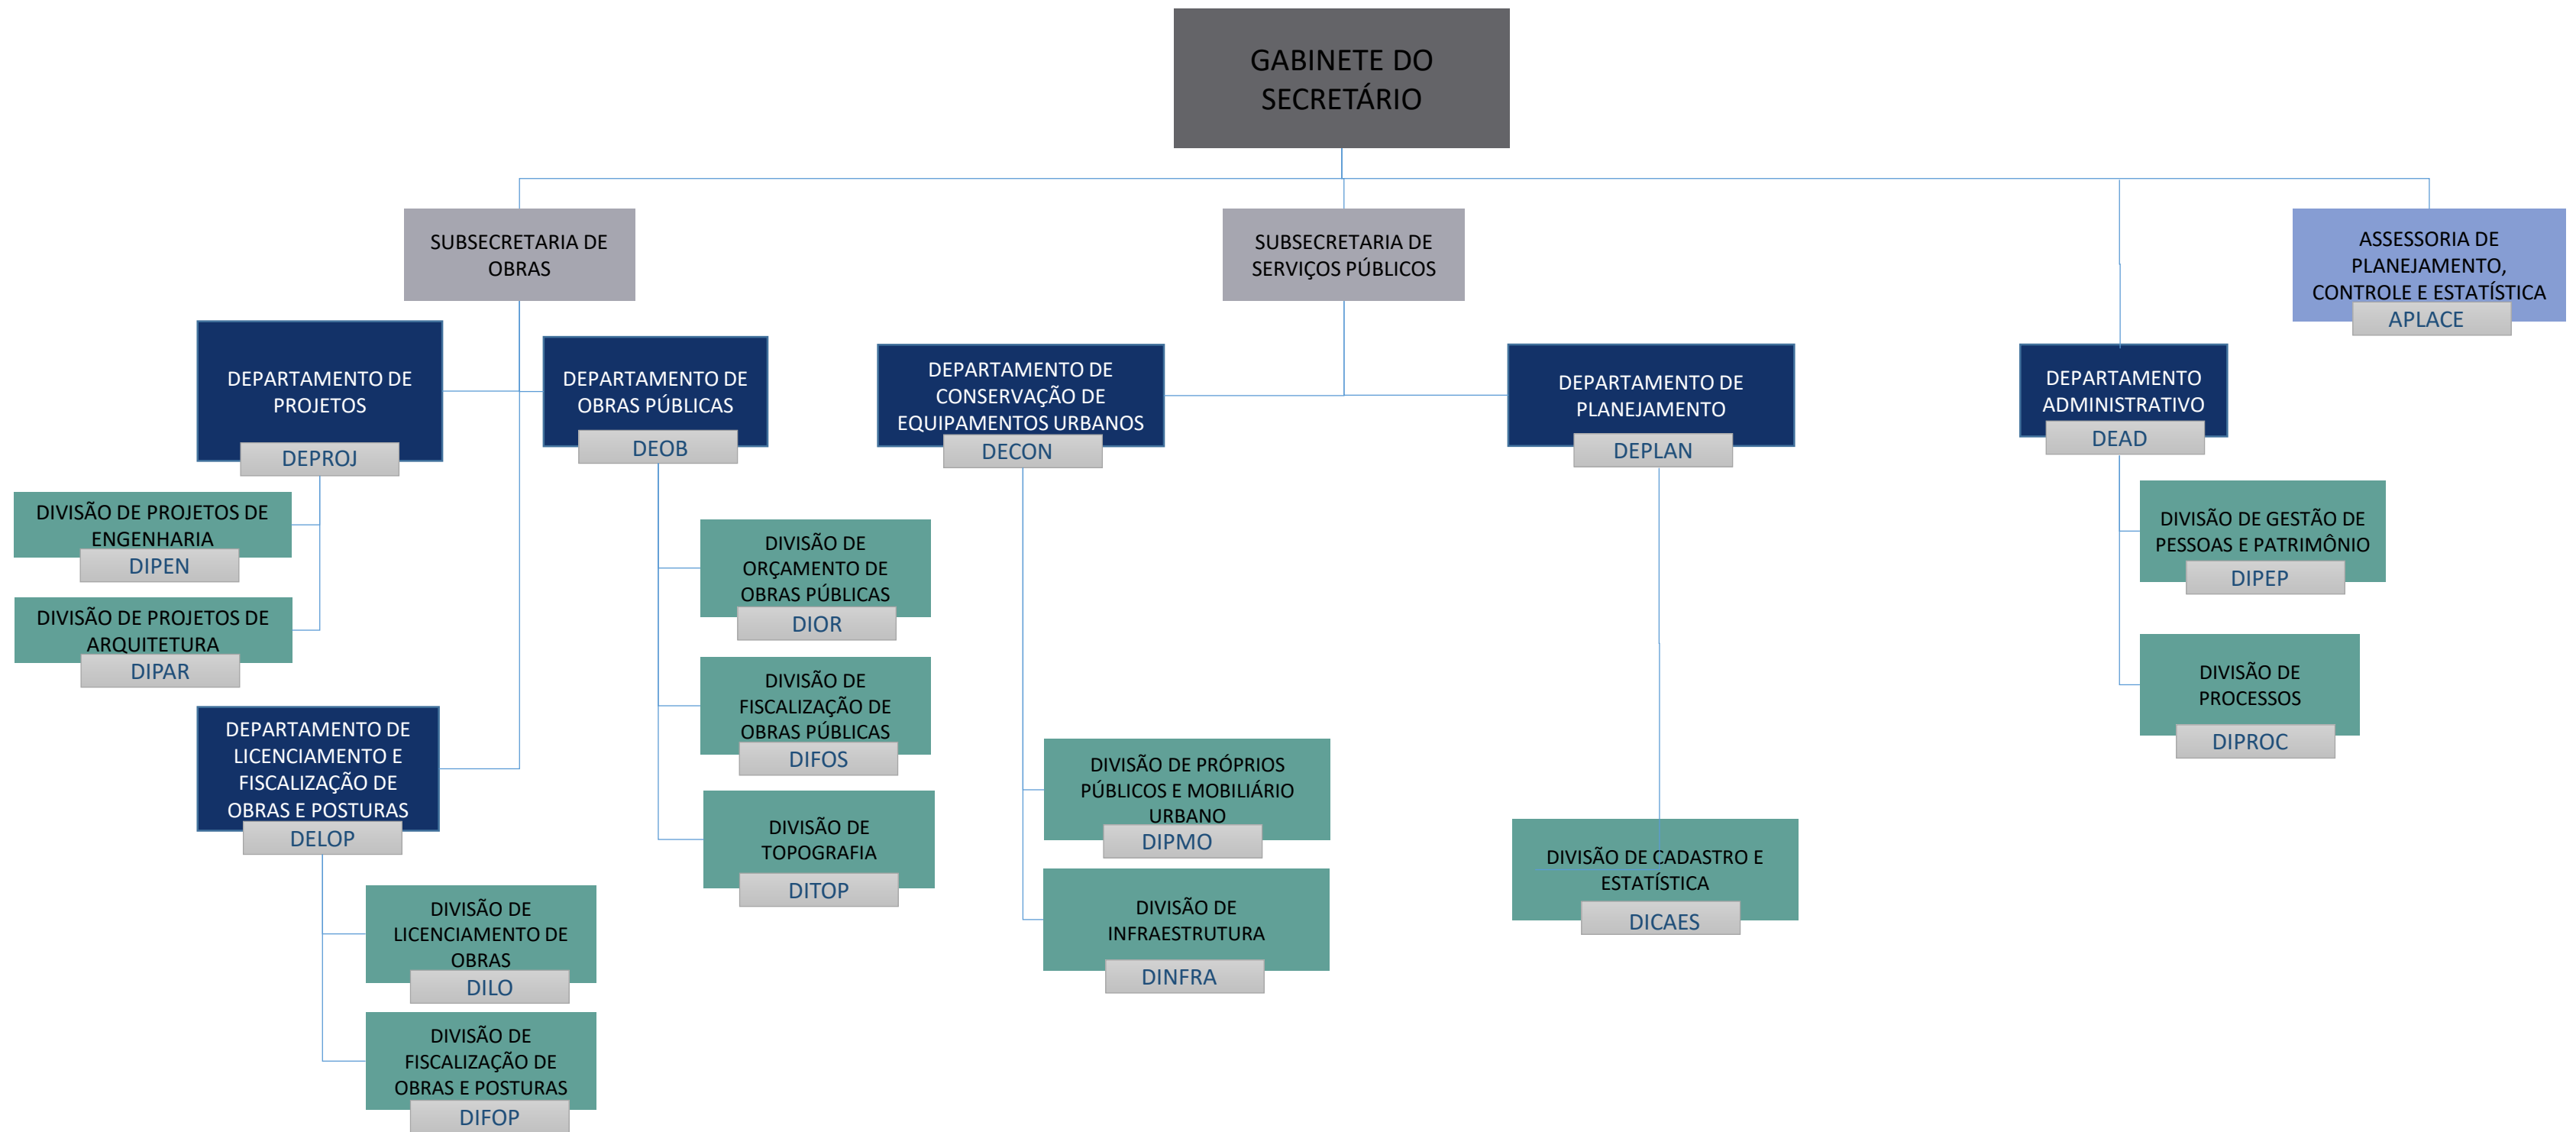 GABINETE DO
SECRETÁRIO
SUBSECRETARIA DE
OBRAS
SUBSECRETARIA DE
SERVIÇOS PÚBLICOS
ASSESSORIA DE
PLANEJAMENTO,
CONTROLE E ESTATÍSTICA
APLACE
DEPARTAMENTO DE
PROJETOS
DEPROJ
DEPARTAMENTO DE
OBRAS PÚBLICAS
DEOB
DEPARTAMENTO DE
CONSERVAÇÃO DE
EQUIPAMENTOS URBANOS
DECON
DEPARTAMENTO DE
PLANEJAMENTO
DEPLAN
DEPARTAMENTO
ADMINISTRATIVO
DEAD
DIVISÃO DE PROJETOS DE
ENGENHARIA
DIPEN
DIVISÃO DE PROJETOS DE
ARQUITETURA
DIPAR
DEPARTAMENTO DE
LICENCIAMENTO E
FISCALIZAÇÃO DE
OBRAS E POSTURAS
DELOP
DIVISÃO DE
LICENCIAMENTO DE
OBRAS
DILO
DIVISÃO DE
FISCALIZAÇÃO DE
OBRAS E POSTURAS
DIFOP
DIVISÃO DE
ORÇAMENTO DE
OBRAS PÚBLICAS
DIOR
DIVISÃO DE
FISCALIZAÇÃO DE
OBRAS PÚBLICAS
DIFOS
DIVISÃO DE
TOPOGRAFIA
DITOP
DIVISÃO DE PRÓPRIOS
PÚBLICOS E MOBILIÁRIO
URBANO
DIPMO
DIVISÃO DE
INFRAESTRUTURA
DINFRA
DIVISÃO DE CADASTRO E
ESTATÍSTICA
DICAES
DIVISÃO DE GESTÃO DE
PESSOAS E PATRIMÔNIO
DIPEP
DIVISÃO DE
PROCESSOS
DIPROC